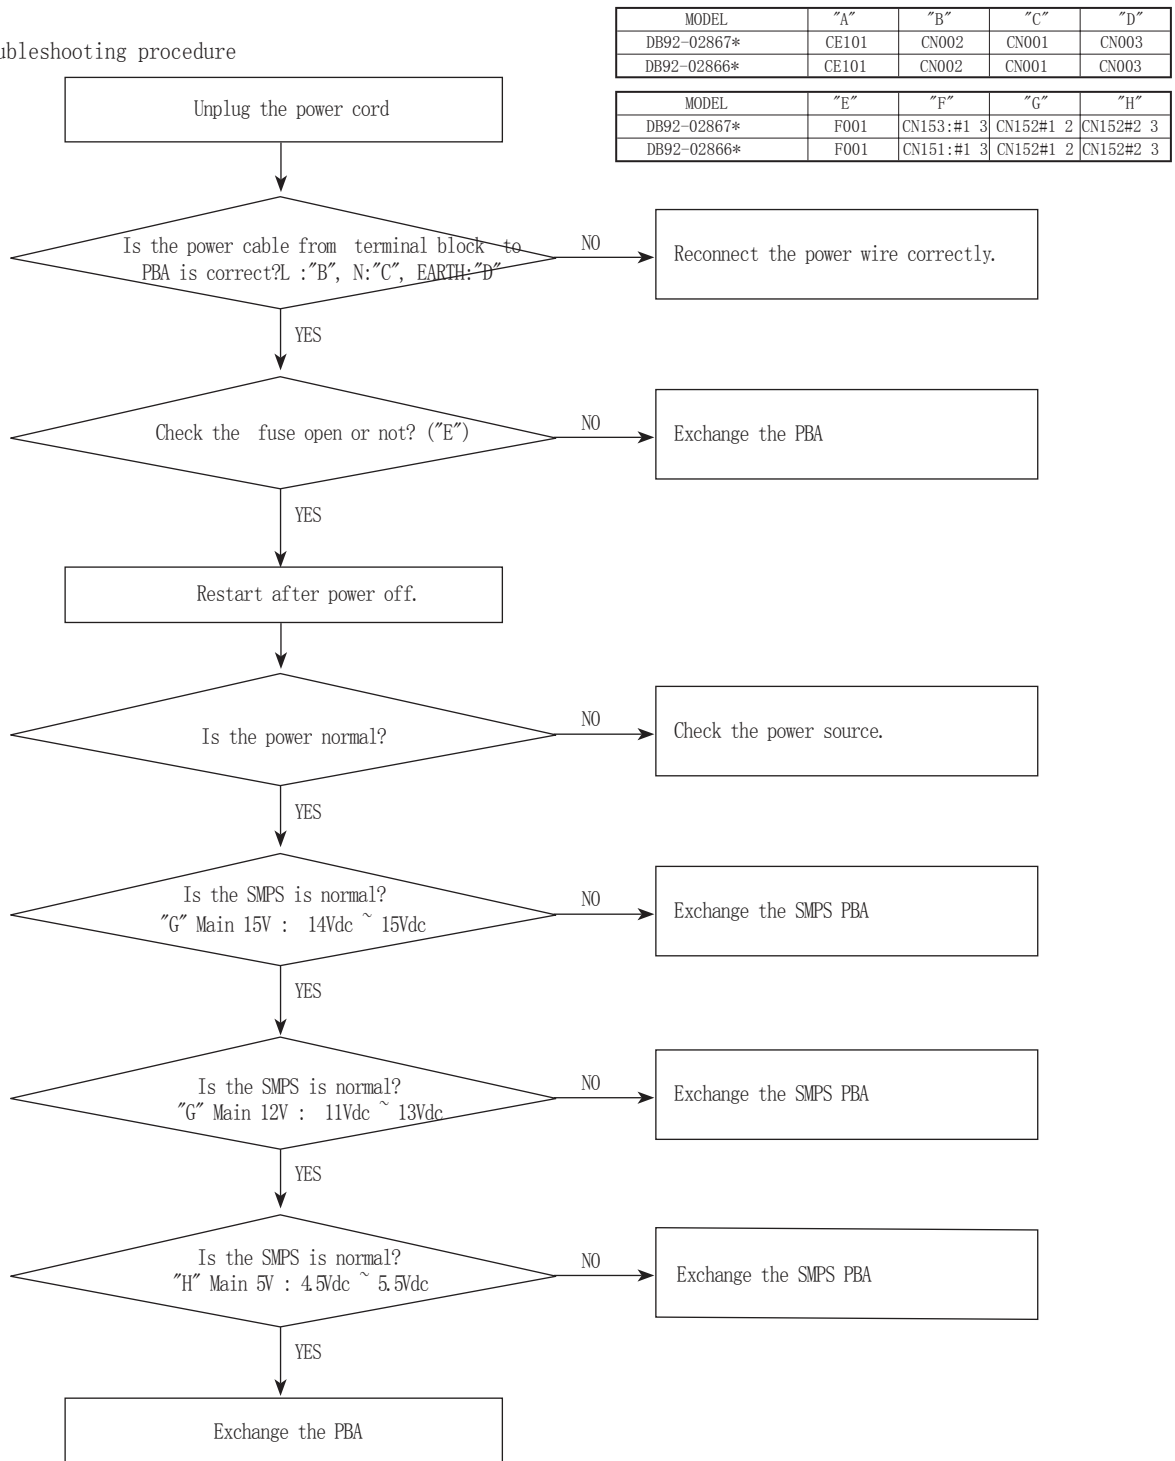 MODEL "A" "B" "C" "D"
DB92-02867* CE101 CN002 CN001 CN003
DB92-02866* CE101 CN002 CN001 CN003
MODEL "E" "F" "G" "H"
DB92-02867* F001 CN153:#1 3 CN152#1 2 CN152#2 3
DB92-02866* F001 CN151:#1 3 CN152#1 2 CN152#2 3
ubleshooting procedure
Unplug the power cord
Is the power cable from terminal block to
PBA is correct?L :"B", N:"C", EARTH:"D"
NO
Reconnect the power wire correctly.
YES
Check the fuse open or not? ("E")
NO
Exchange the PBA
YES
Restart after power off.
Is the power normal?
NO
Check the power source.
YES
Is the SMPS is normal?
"G" Main 15V : 14Vdc ~ 15Vdc
NO
Exchange the SMPS PBA
YES
Is the SMPS is normal?
"G" Main 12V : 11Vdc ~ 13Vdc
NO
Exchange the SMPS PBA
YES
Is the SMPS is normal?
"H" Main 5V : 4.5Vdc ~ 5.5Vdc
NO
Exchange the SMPS PBA
YES
Exchange the PBA